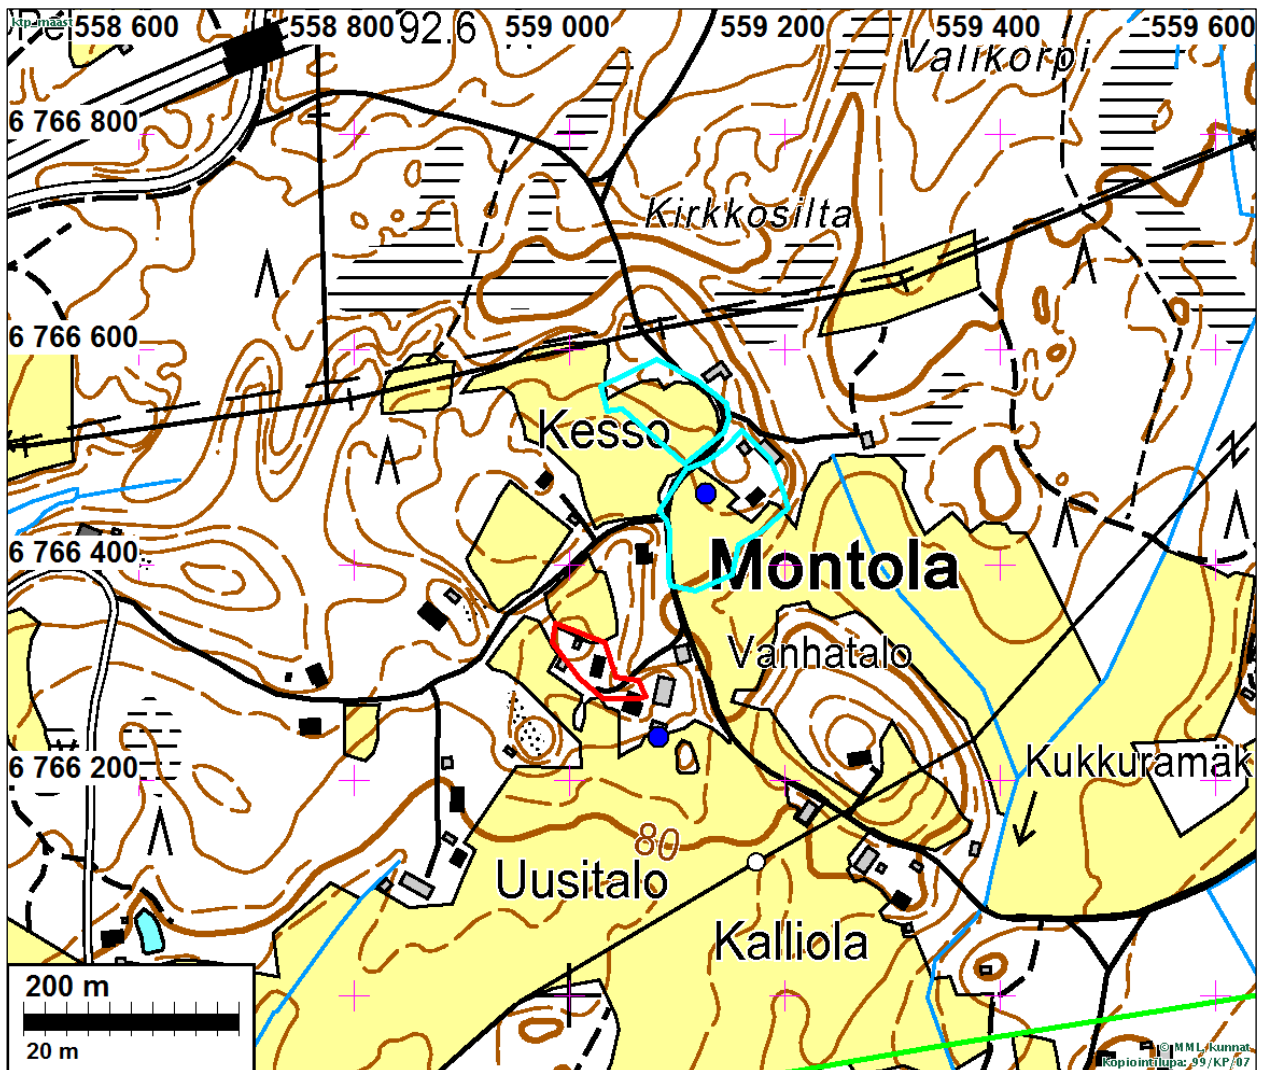 ktp_maast
558 600 558 800 92.6 559 000 559 200 559 400 559 600
Välikorpi
6 766 800
Kirkkosilta
6 766 600
Kesso
6 766 400
Montola
Vanhatalo
6 766 200
Kukkuramäk
80
Uusitalo
Kalliola
200 m
20 m
© MML, kunnat
Kopiointilupa: 99/KP/07